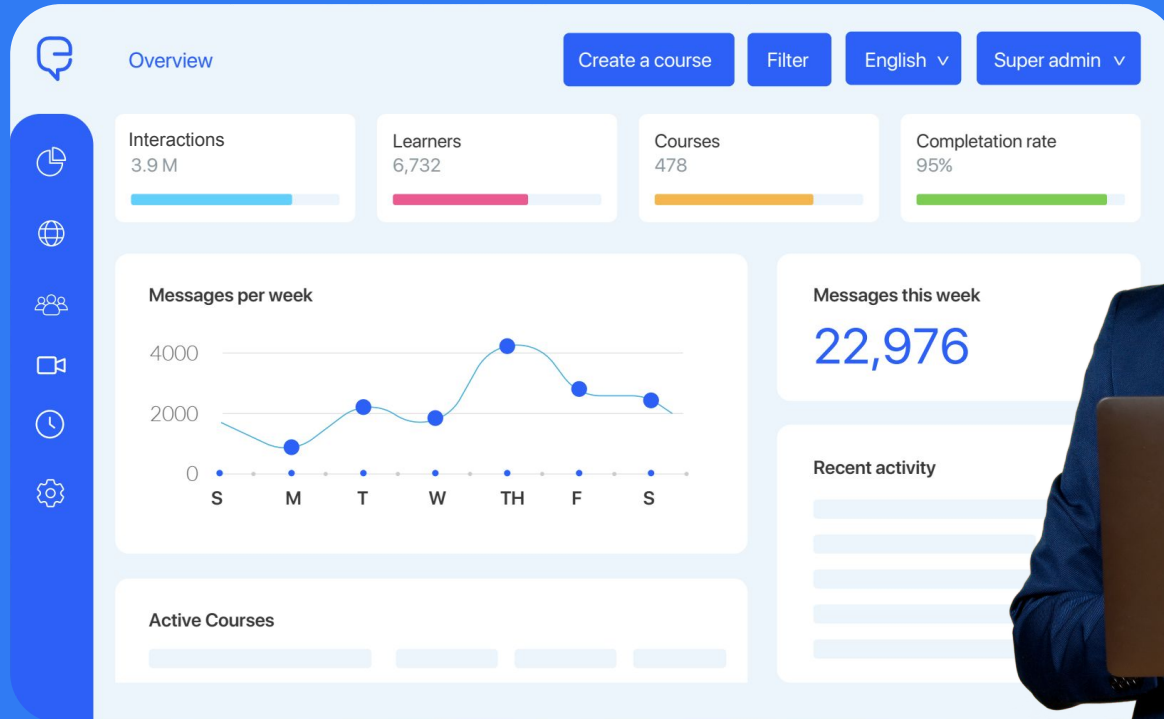 Overview
Create a course
Filter
English
Super admin
Interactions
3.9 M
Learners
6,732
Courses
478
Completation rate
95%
Messages per week
4000
2000
0
S M T W TH F S
Messages this week
22,976
Recent activity
Active Courses